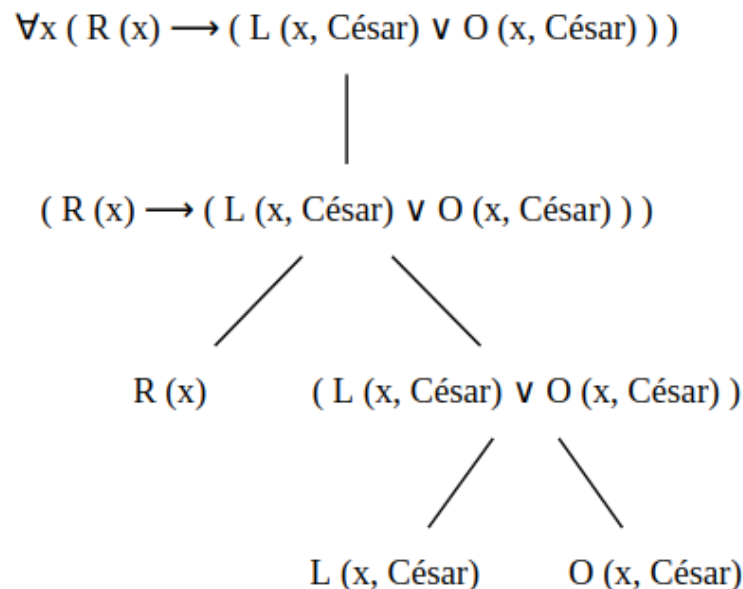 ∀x ( R (x) ⟶ ( L (x, César) ∨ O (x, César) ) )
( R (x) ⟶ ( L (x, César) ∨ O (x, César) ) )
R (x) ( L (x, César) ∨ O (x, César) )
L (x, César) O (x, César)